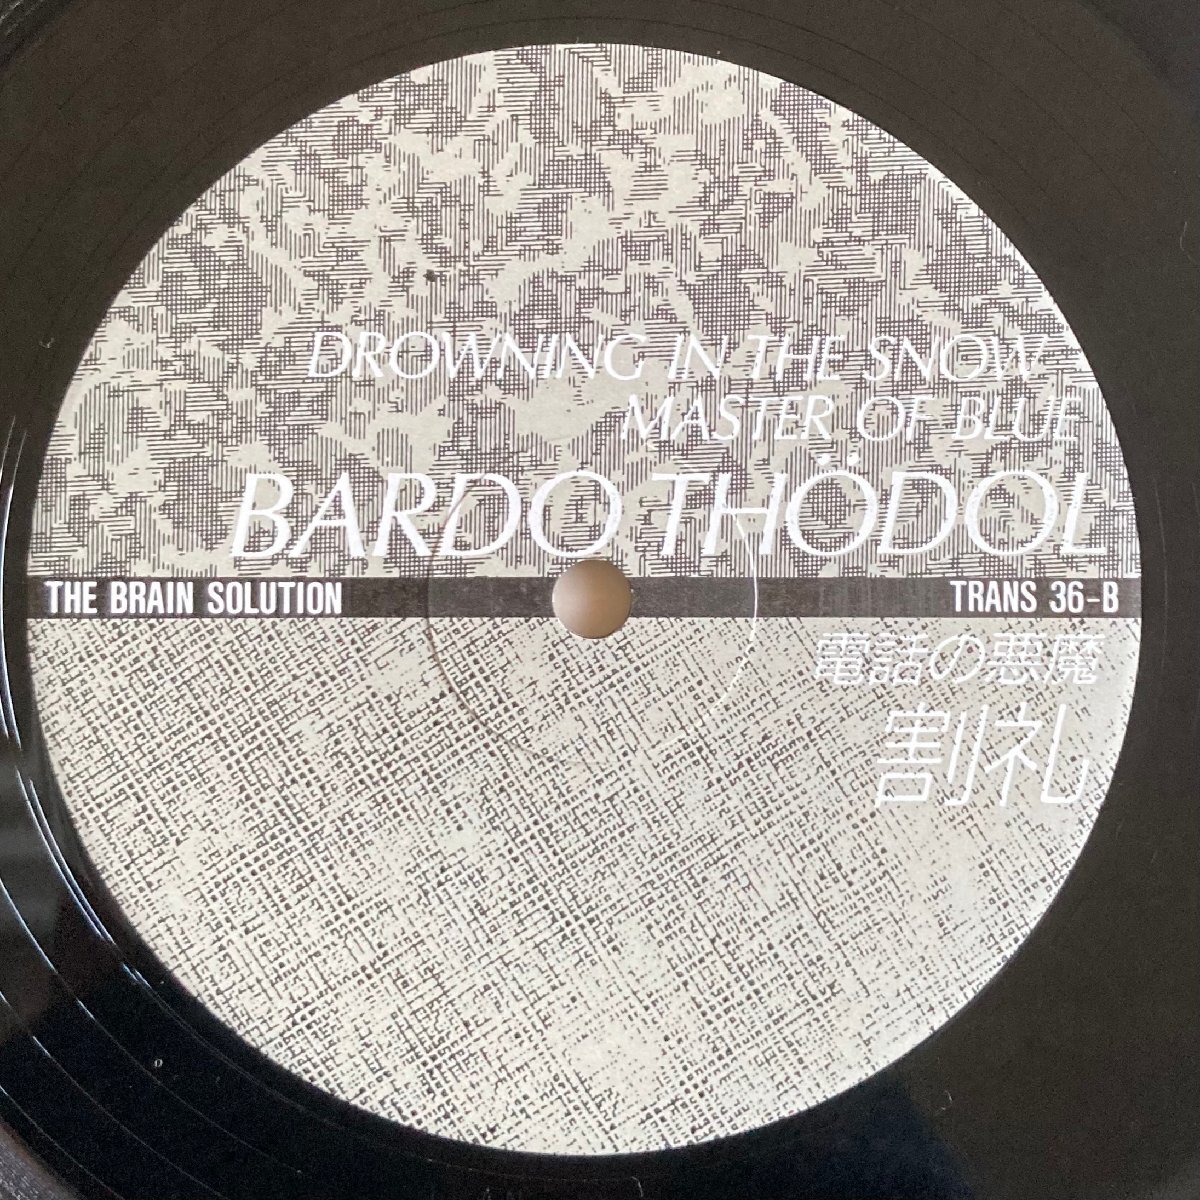 DROWNING IN THE SNOW
MASTER OF BLUE
BARDO THÖDOL
THE BRAIN SOLUTION
TRANS 36-B
電話の悪魔
割礼